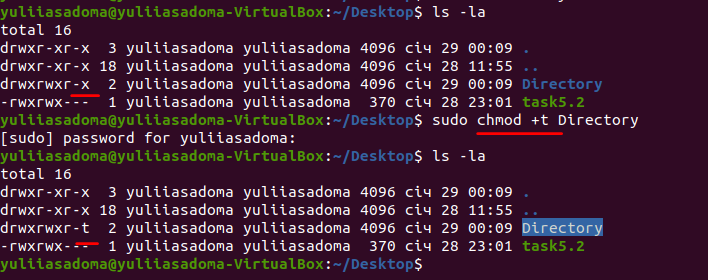 yuliiasadoma@yuliiasadoma-VirtualBox:~/Desktop$ ls -la
total 16
drwxr-xr-x  3 yuliiasadoma yuliiasadoma 4096 січ 29 00:09 .
drwxr-xr-x 18 yuliiasadoma yuliiasadoma 4096 січ 28 11:55 ..
drwxrwxr-x  2 yuliiasadoma yuliiasadoma 4096 січ 29 00:09 Directory
-rwxrwx---  1 yuliiasadoma yuliiasadoma  370 січ 28 23:01 task5.2
yuliiasadoma@yuliiasadoma-VirtualBox:~/Desktop$ sudo chmod +t Directory
[sudo] password for yuliiasadoma:
yuliiasadoma@yuliiasadoma-VirtualBox:~/Desktop$ ls -la
total 16
drwxr-xr-x  3 yuliiasadoma yuliiasadoma 4096 січ 29 00:09 .
drwxr-xr-x 18 yuliiasadoma yuliiasadoma 4096 січ 28 11:55 ..
drwxrwxr-t  2 yuliiasadoma yuliiasadoma 4096 січ 29 00:09 Directory
-rwxrwx---  1 yuliiasadoma yuliiasadoma  370 січ 28 23:01 task5.2
yuliiasadoma@yuliiasadoma-VirtualBox:~/Desktop$